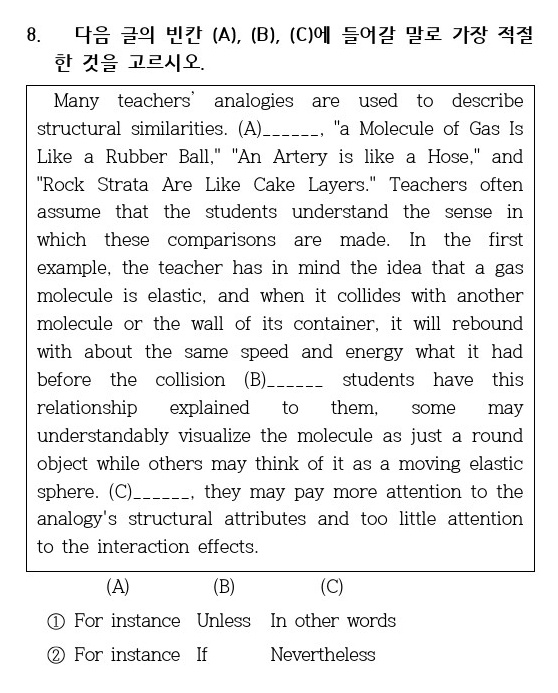 8. 다음 글의 빈칸 (A), (B), (C)에 들어갈 말로 가장 적절
한 것을 고르시오.
Many teachers' analogies are used to describe
structural similarities. (A)______, "a Molecule of Gas Is
Like a Rubber Ball," "An Artery is like a Hose," and
"Rock Strata Are Like Cake Layers." Teachers often
assume that the students understand the sense in
which these comparisons are made. In the first
example, the teacher has in mind the idea that a gas
molecule is elastic, and when it collides with another
molecule or the wall of its container, it will rebound
with about the same speed and energy what it had
before the collision (B)______ students have this
relationship explained to them, some may
understandably visualize the molecule as just a round
object while others may think of it as a moving elastic
sphere. (C)______, they may pay more attention to the
analogy's structural attributes and too little attention
to the interaction effects.
(A) (B) (C)
① For instance Unless In other words
② For instance If Nevertheless